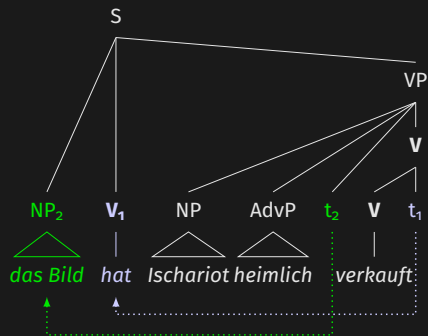 S
VP
V
NP₂ V₁ NP AdvP t₂ V t₁
das Bild hat Ischariot heimlich verkauft